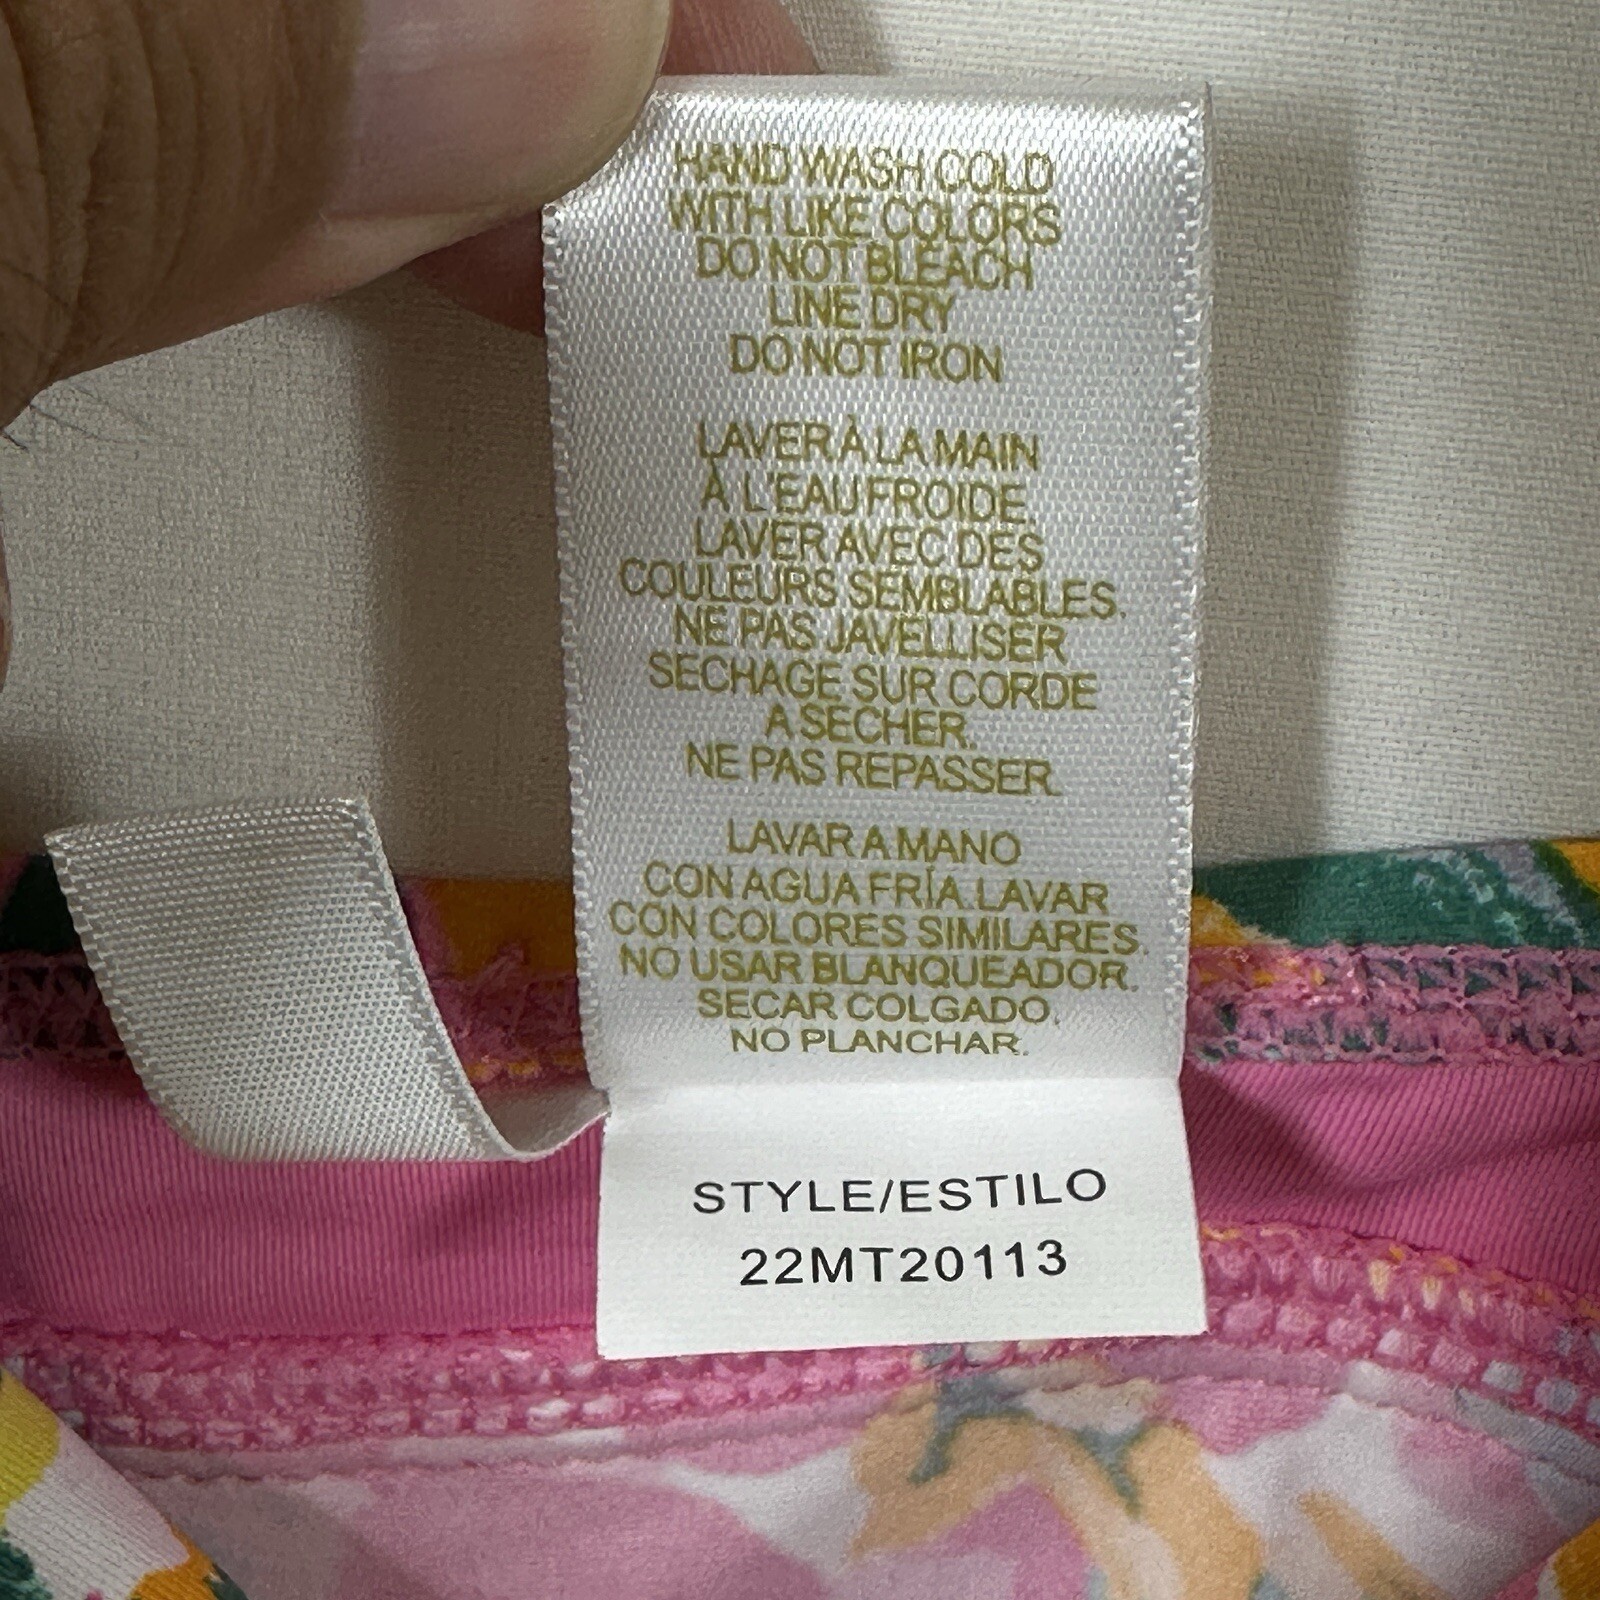 HAND WASH COLD
WITH LIKE COLORS
DO NOT BLEACH
LINE DRY
DO NOT IRON
LAVER À LA MAIN
À L'EAU FROIDE.
LAVER AVEC DES
COULEURS SEMBLABLES.
NE PAS JAVELLISER
SECHAGE SUR CORDE
A SECHER.
NE PAS REPASSER.
LAVAR A MANO
CON AGUA FRÍA. LAVAR
CON COLORES SIMILARES.
NO USAR BLANQUEADOR.
SECAR COLGADO.
NO PLANCHAR.
STYLE/ESTILO
22MT20113